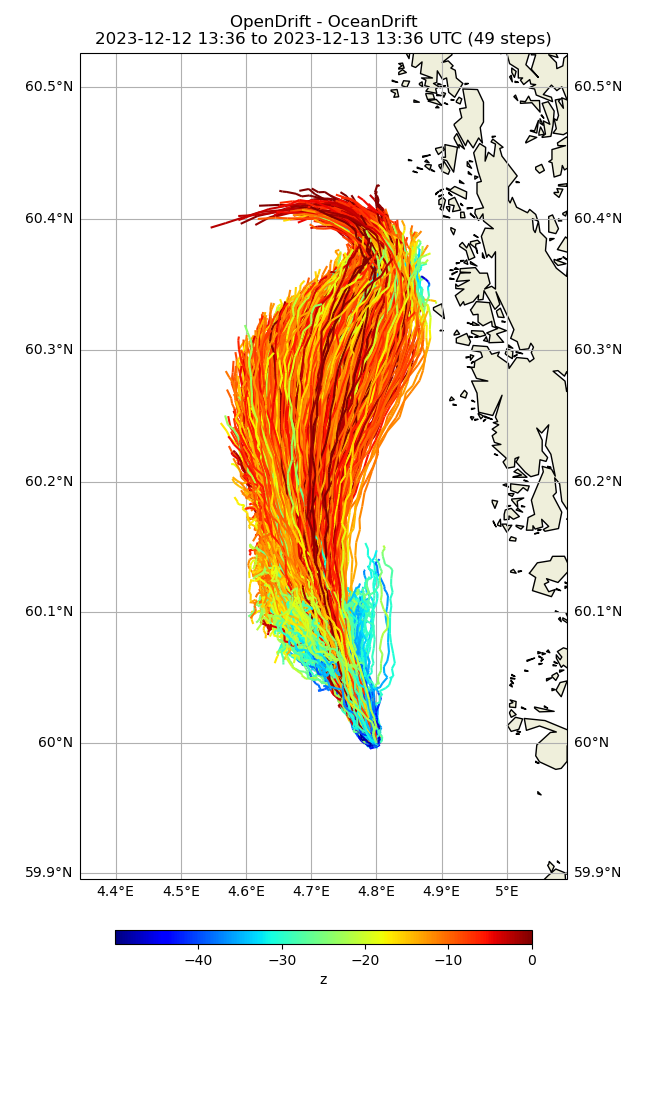 OpenDrift - OceanDrift
2023-12-12 13:36 to 2023-12-13 13:36 UTC (49 steps)
60.5°N 60.5°N
60.4°N 60.4°N
60.3°N 60.3°N
60.2°N 60.2°N
60.1°N 60.1°N
60°N 60°N
59.9°N 59.9°N
4.4°E 4.5°E 4.6°E 4.7°E 4.8°E 4.9°E 5°E
−40 −30 −20 −10 0
z